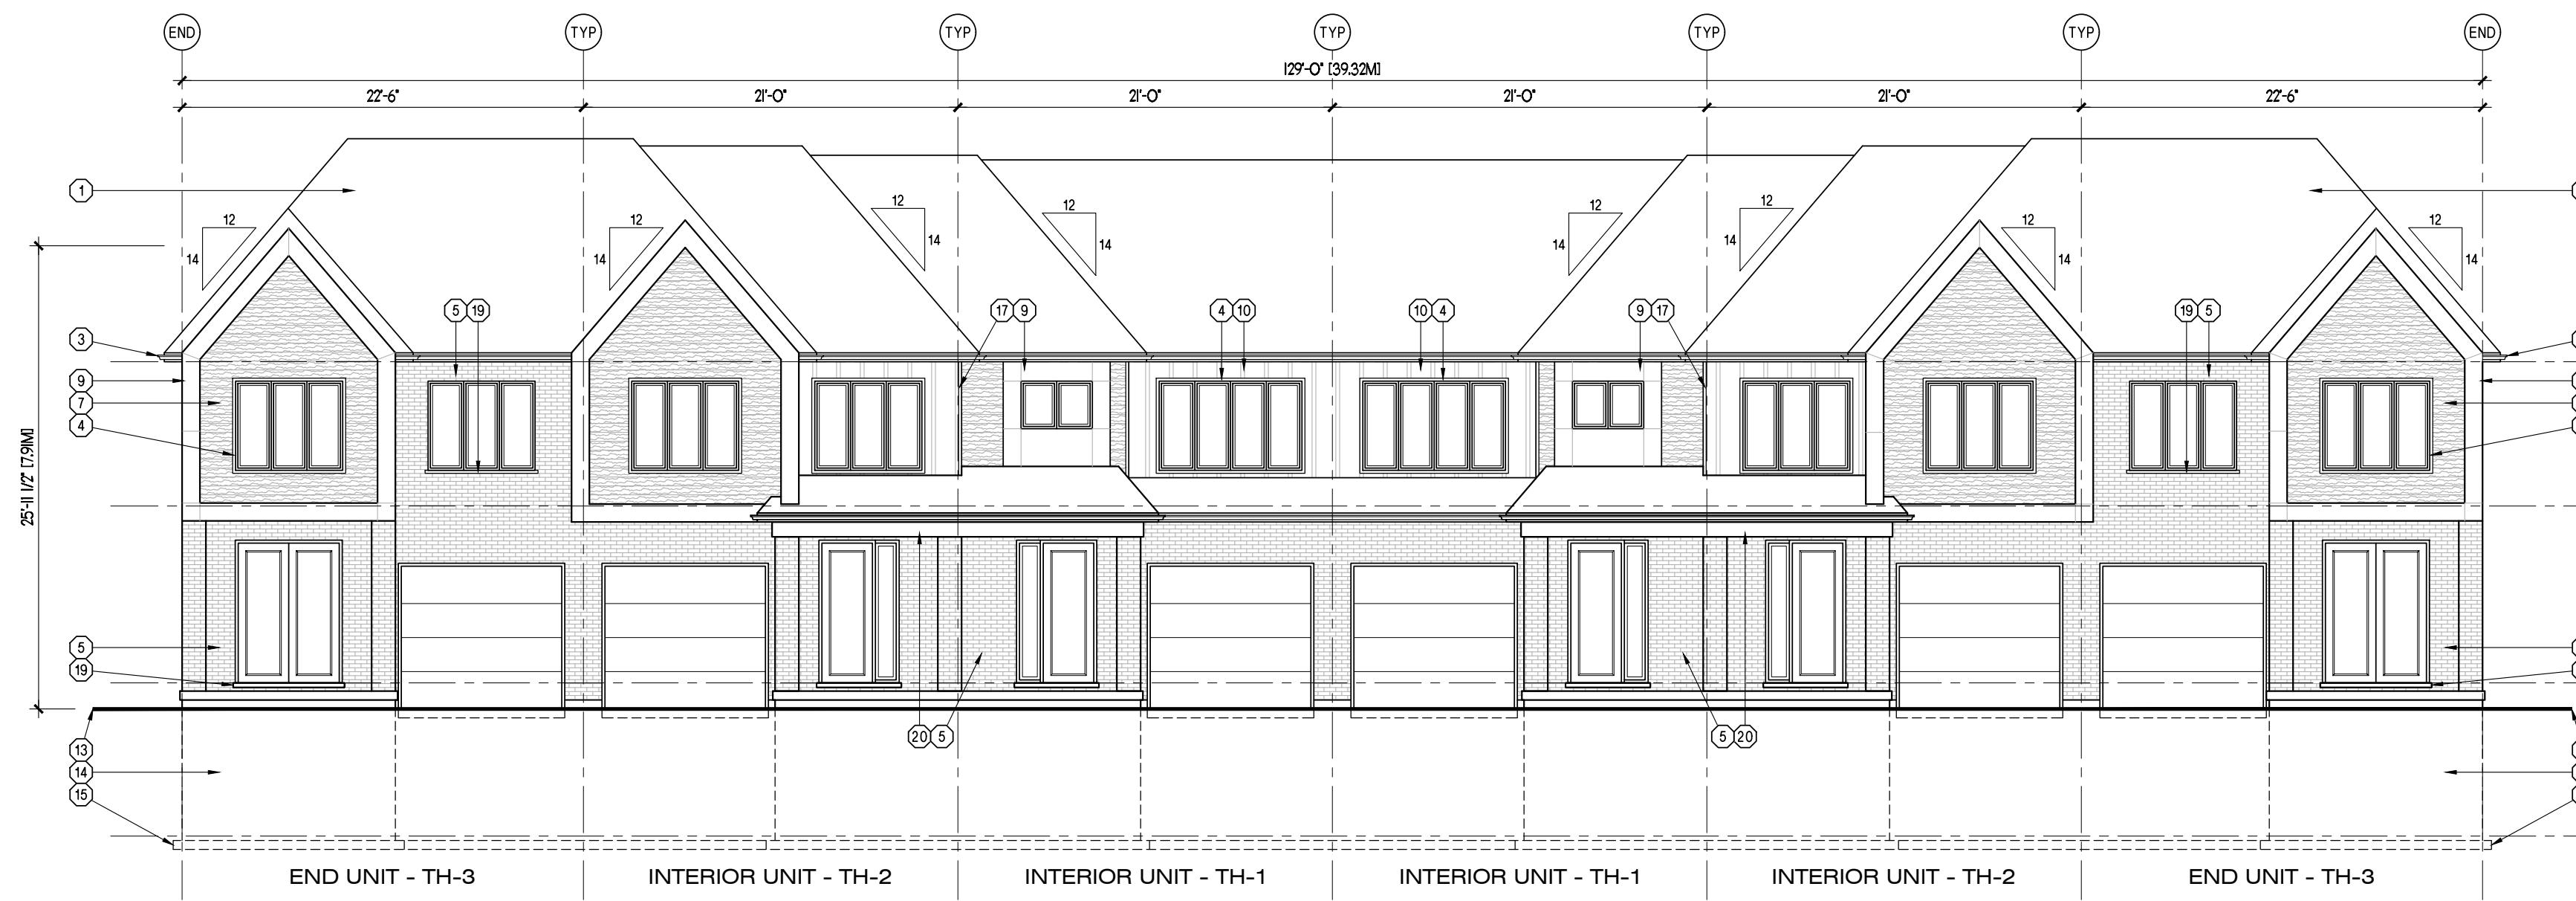 END TYP TYP TYP TYP TYP END
129'-0" [39.32M]
22'-6" 21'-0" 21'-0" 21'-0" 21'-0" 22'-6"
1
12 12 12 12 12 12 12 12
14 14 14 14 14 14 14 14
5 19 17 9 4 10 10 4 9 17 19 5
3
9
7
4
25'-11 1/2" [7.91M]
5
19
20 5 5 20
13
14
15
END UNIT - TH-3 INTERIOR UNIT - TH-2 INTERIOR UNIT - TH-1 INTERIOR UNIT - TH-1 INTERIOR UNIT - TH-2 END UNIT - TH-3